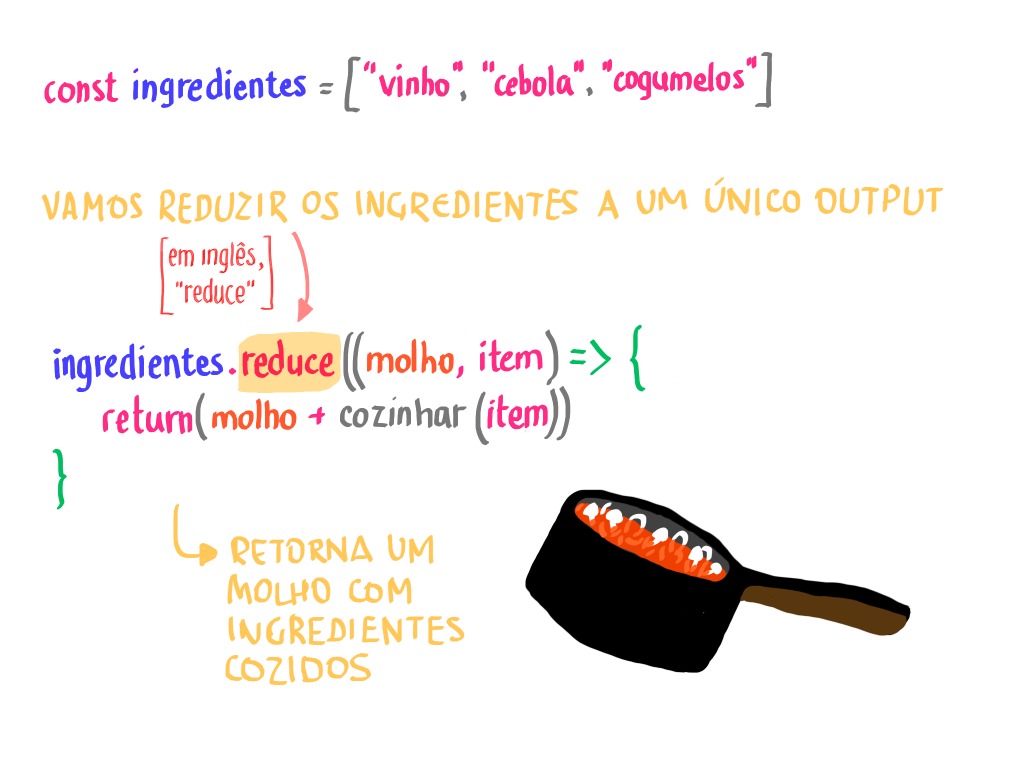 const ingredientes = ["vinho", "cebola", "cogumelos"]
VAMOS REDUZIR OS INGREDIENTES A UM ÚNICO OUTPUT
[em inglês,
"reduce"]
ingredientes.reduce((molho, item) => {
return(molho + cozinhar (item))
}
RETORNA UM
MOLHO COM
INGREDIENTES
COZIDOS